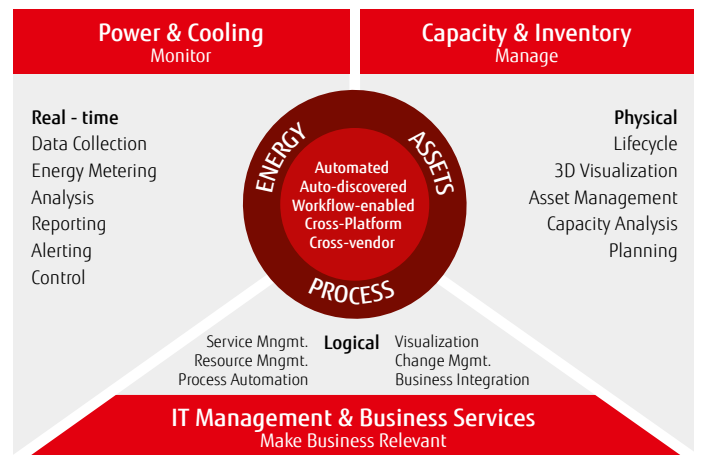 Power & Cooling
Monitor
Capacity & Inventory
Manage
Real - time
Data Collection
Energy Metering
Analysis
Reporting
Alerting
Control
ENERGY
ASSETS
PROCESS
Automated
Auto-discovered
Workflow-enabled
Cross-Platform
Cross-vendor
Physical
Lifecycle
3D Visualization
Asset Management
Capacity Analysis
Planning
Service Mngmt.
Resource Mngmt.
Process Automation
Logical
Visualization
Change Mgmt.
Business Integration
IT Management & Business Services
Make Business Relevant